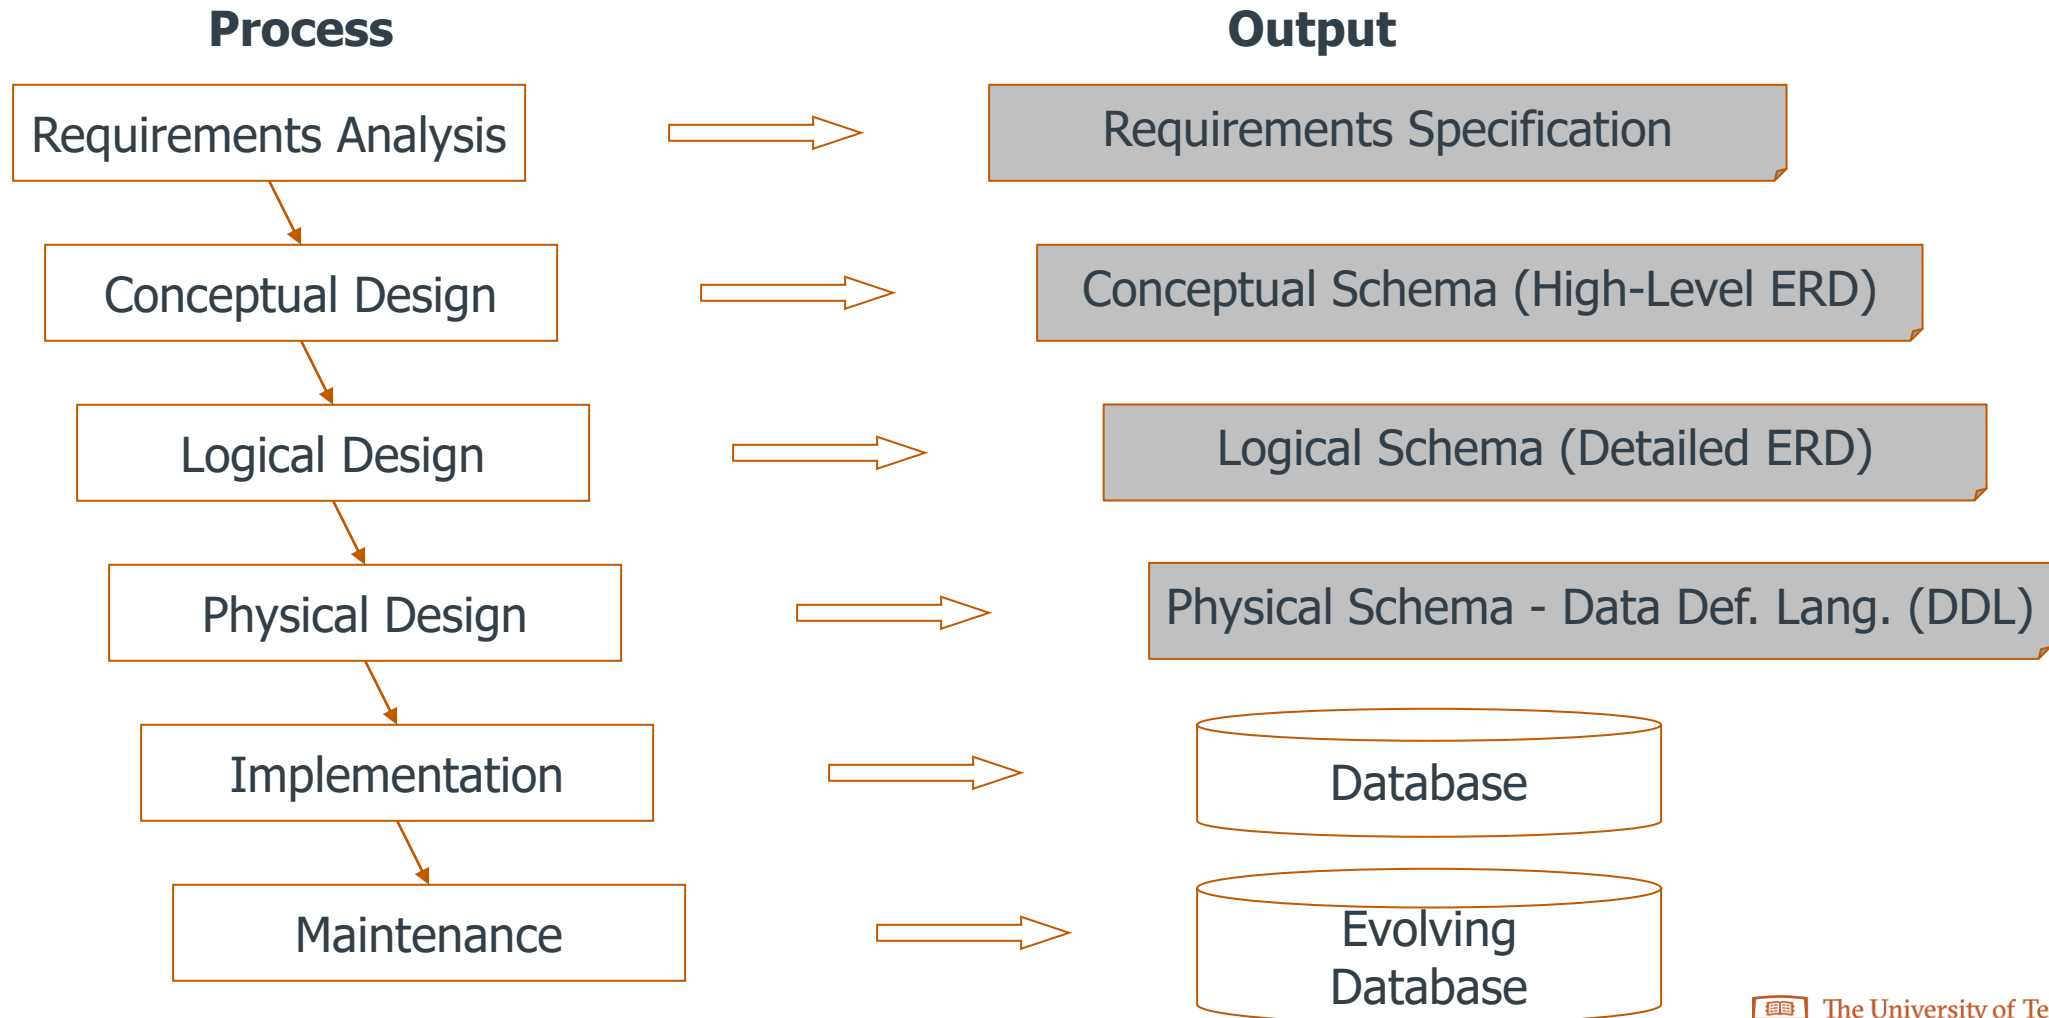 Process
Output
Requirements Analysis
Requirements Specification
Conceptual Design
Conceptual Schema (High-Level ERD)
Logical Design
Logical Schema (Detailed ERD)
Physical Design
Physical Schema - Data Def. Lang. (DDL)
Implementation
Database
Maintenance
Evolving
Database
The University of Te